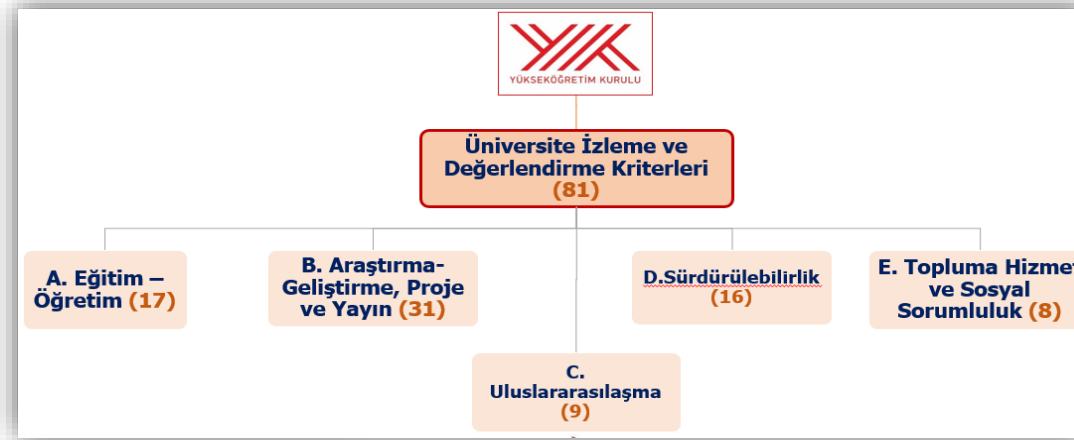 YÜKSEKÖĞRETİM KURULU
Üniversite İzleme ve
Değerlendirme Kriterleri
(81)
A. Eğitim –
Öğretim (17)
B. Araştırma-
Geliştirme, Proje
ve Yayın (31)
C.
Uluslararasılaşma
(9)
D.Sürdürülebilirlik
(16)
E. Topluma Hizmet
ve Sosyal
Sorumluluk (8)